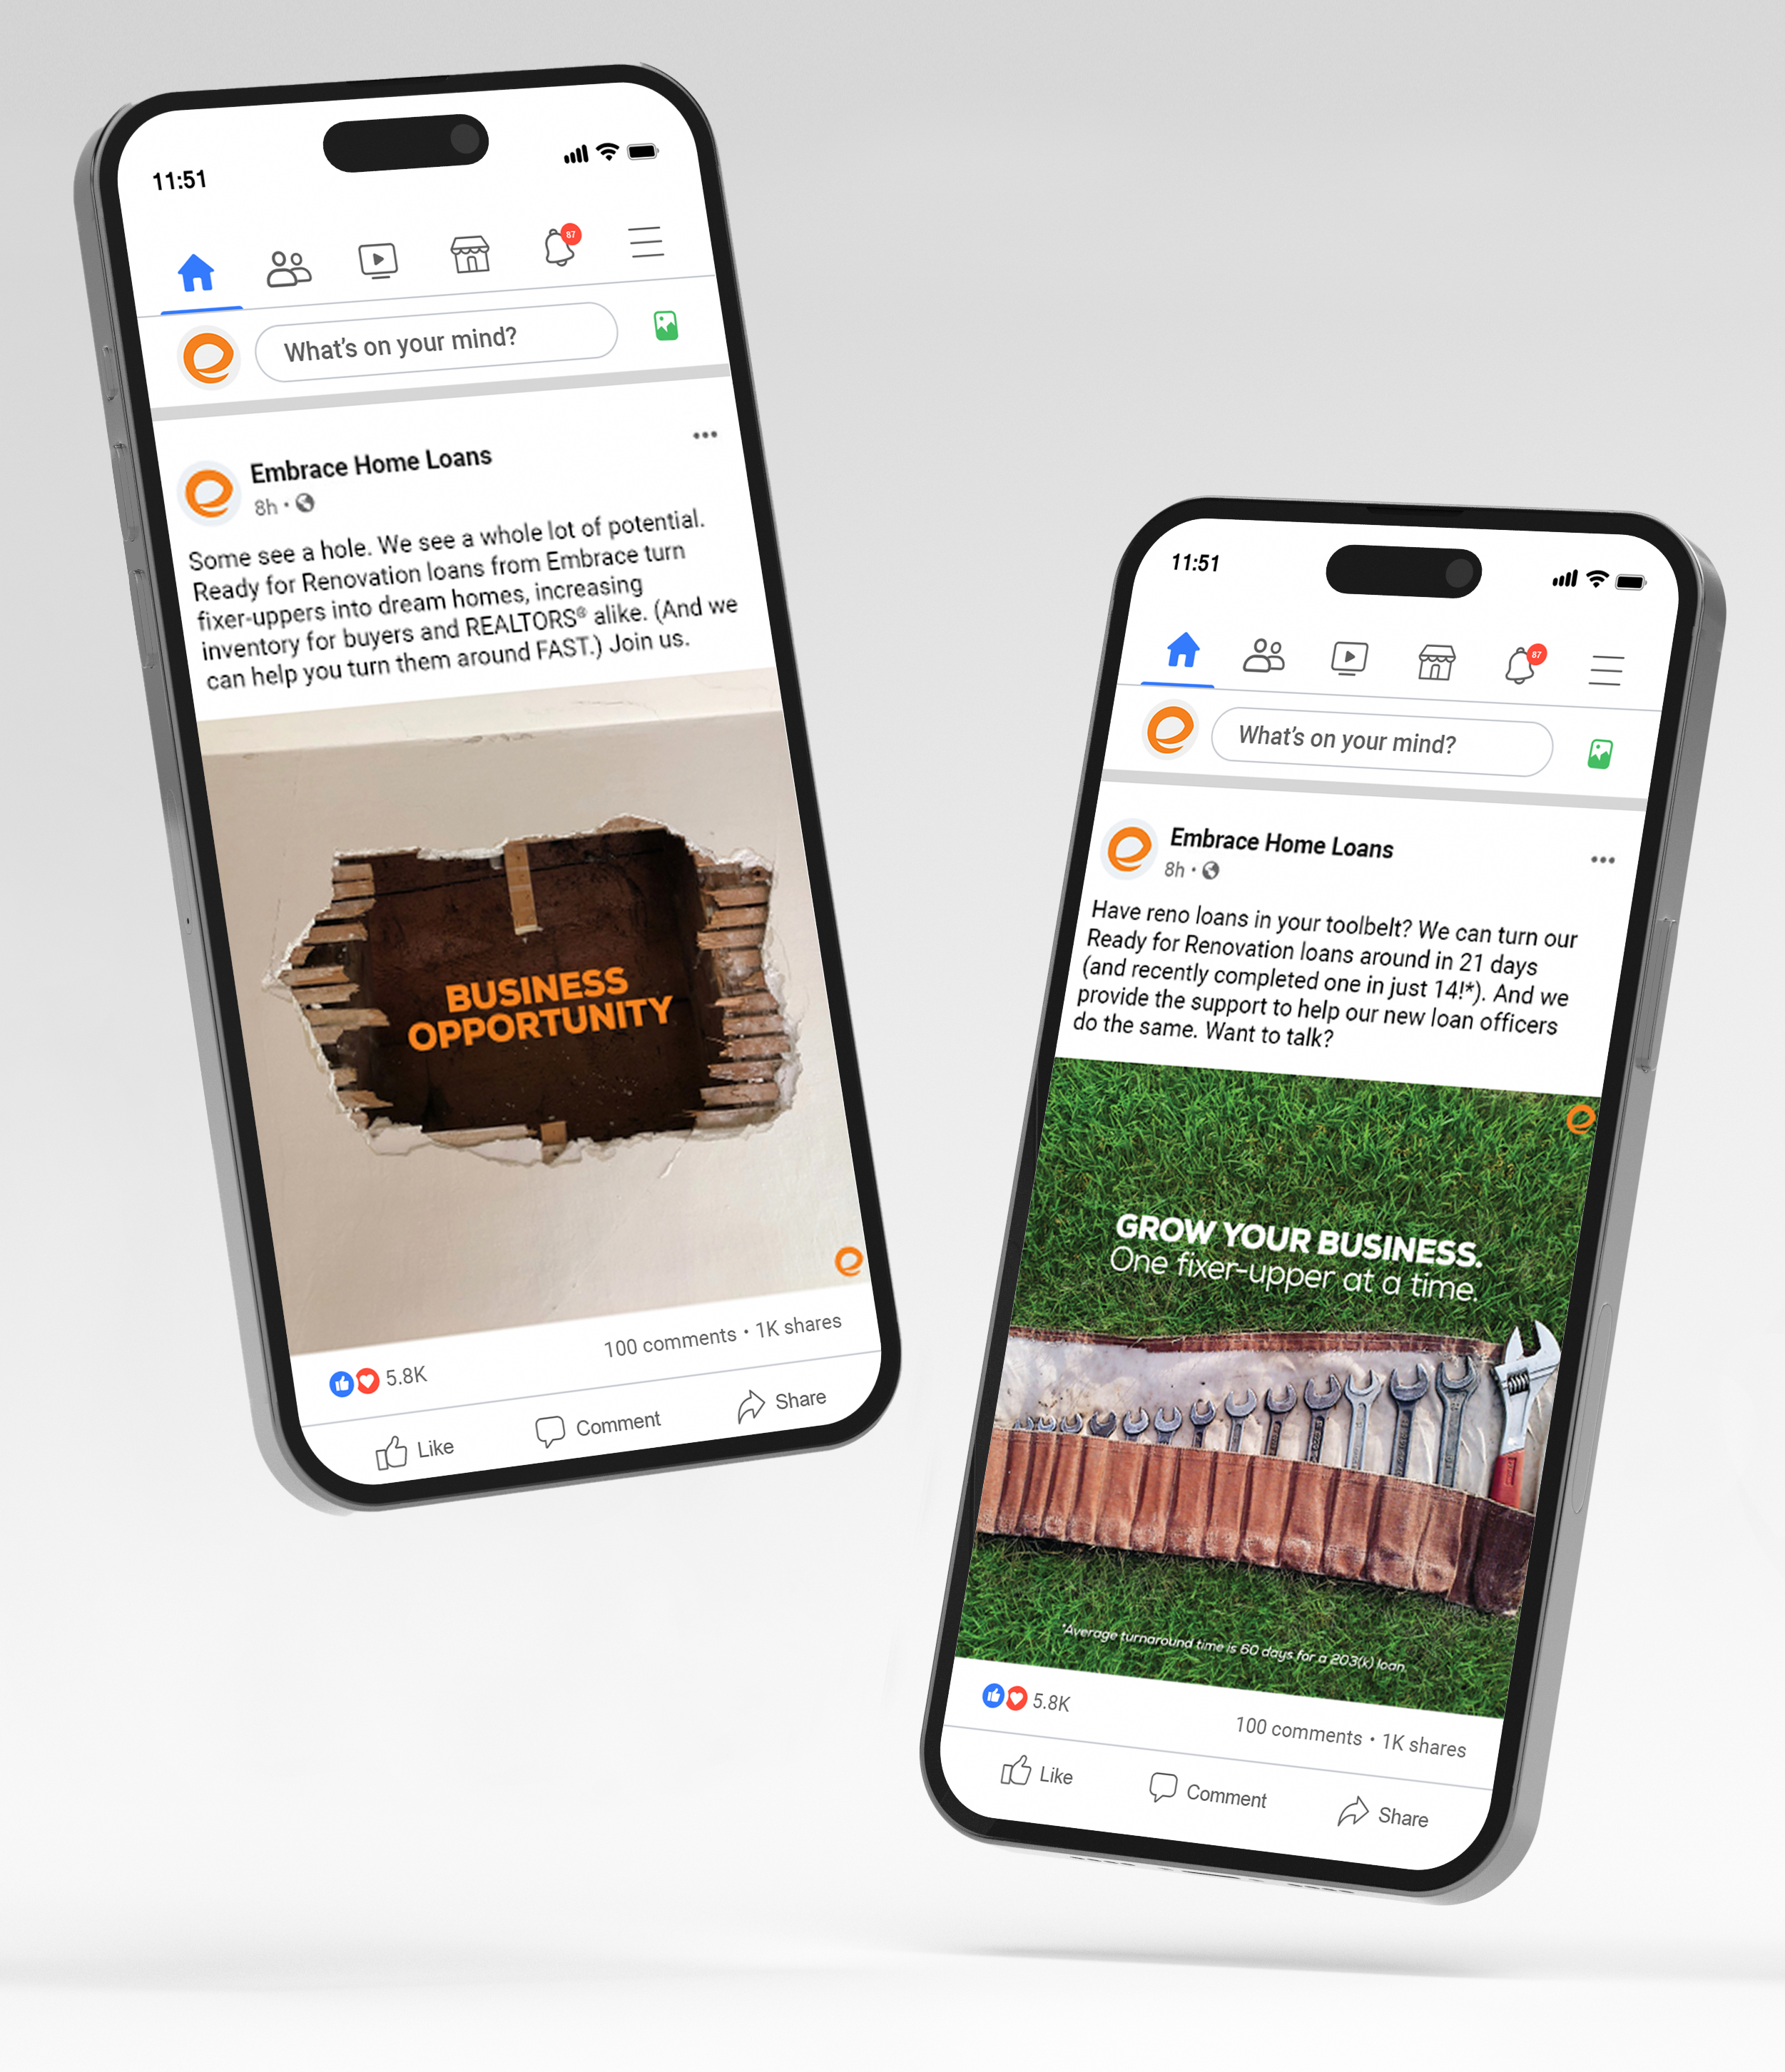 11:51
87
What's on your mind?
Embrace Home Loans
8h •
Some see a hole. We see a whole lot of potential.
Ready for Renovation loans from Embrace turn
fixer-uppers into dream homes, increasing
inventory for buyers and REALTORS® alike. (And we
can help you turn them around FAST.) Join us.
BUSINESS
OPPORTUNITY
5.8K
100 comments • 1K shares
Like
Comment
Share
11:51
87
What's on your mind?
Embrace Home Loans
8h •
Have reno loans in your toolbelt? We can turn our
Ready for Renovation loans around in 21 days
(and recently completed one in just 14!*). And we
provide the support to help our new loan officers
do the same. Want to talk?
GROW YOUR BUSINESS.
One fixer-upper at a time.
*Average turnaround time is 60 days for a 203(k) loan.
5.8K
100 comments • 1K shares
Like
Comment
Share